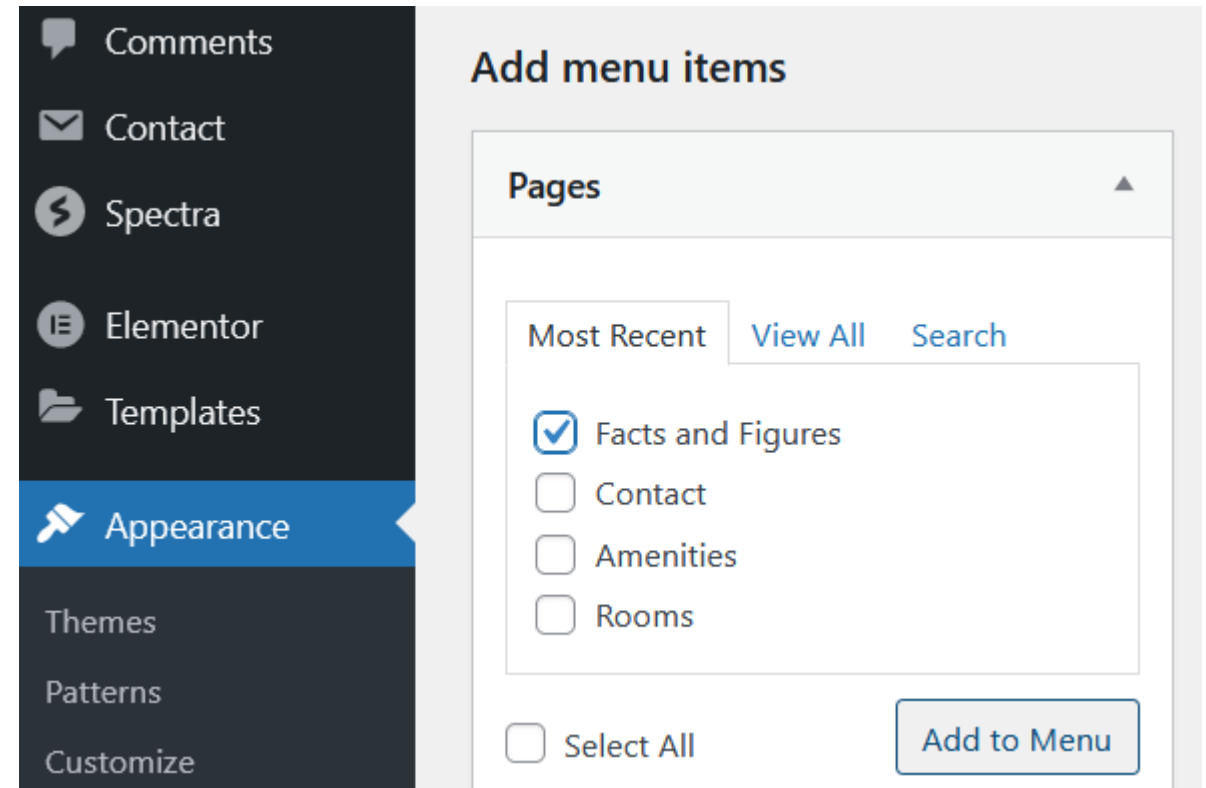 Comments
Contact
Spectra
Elementor
Templates
Appearance
Themes
Patterns
Customize
Add menu items
Pages
Most Recent View All Search
Facts and Figures
Contact
Amenities
Rooms
Select All Add to Menu